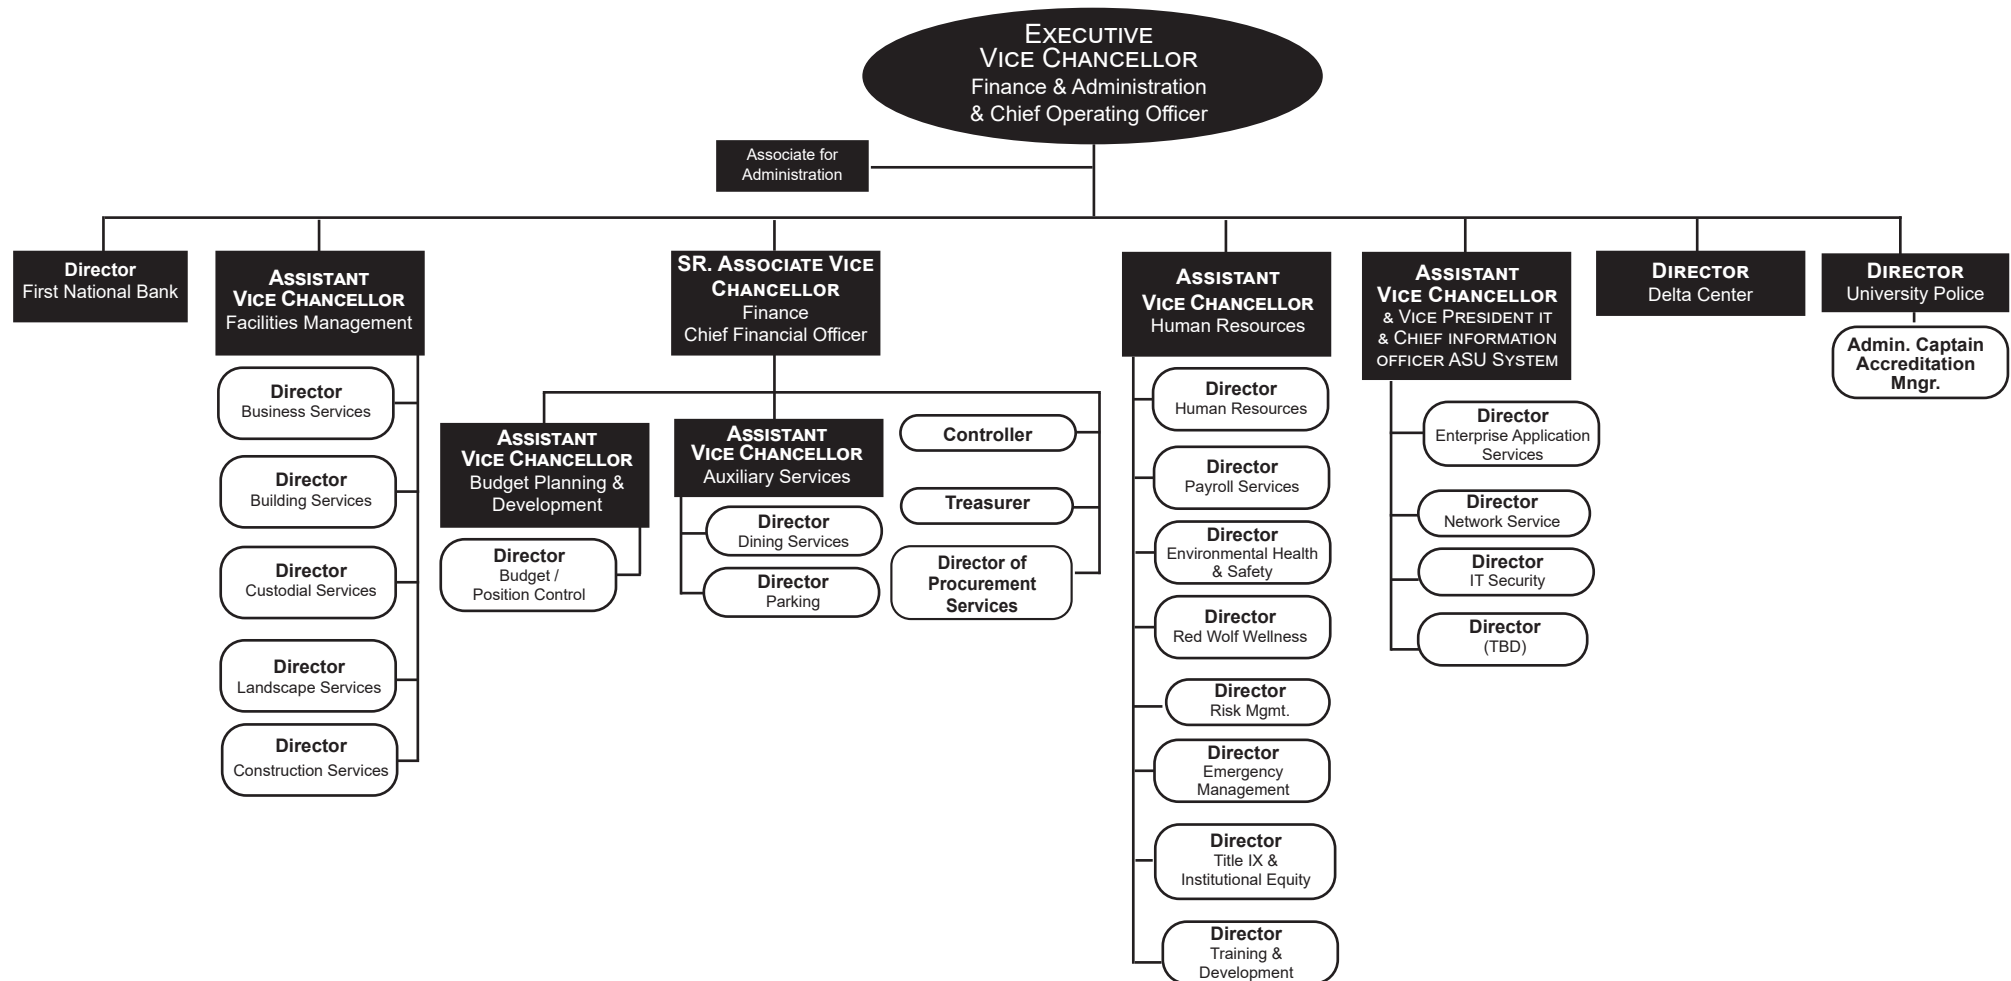 EXECUTIVE
VICE CHANCELLOR
Finance & Administration
& Chief Operating Officer
Associate for
Administration
Director
First National Bank
ASSISTANT
VICE CHANCELLOR
Facilities Management
Director
Business Services
Director
Building Services
Director
Custodial Services
Director
Landscape Services
Director
Construction Services
SR. ASSOCIATE VICE
CHANCELLOR
Finance
Chief Financial Officer
ASSISTANT
VICE CHANCELLOR
Budget Planning &
Development
Director
Budget /
Position Control
ASSISTANT
VICE CHANCELLOR
Auxiliary Services
Director
Dining Services
Director
Parking
Controller
Treasurer
Director of
Procurement
Services
ASSISTANT
VICE CHANCELLOR
Human Resources
Director
Human Resources
Director
Payroll Services
Director
Environmental Health
& Safety
Director
Red Wolf Wellness
Director
Risk Mgmt.
Director
Emergency
Management
Director
Title IX &
Institutional Equity
Director
Training &
Development
ASSISTANT
VICE CHANCELLOR
& VICE PRESIDENT IT
& CHIEF INFORMATION
OFFICER ASU SYSTEM
Director
Enterprise Application
Services
Director
Network Service
Director
IT Security
Director
(TBD)
DIRECTOR
Delta Center
DIRECTOR
University Police
Admin. Captain
Accreditation
Mngr.